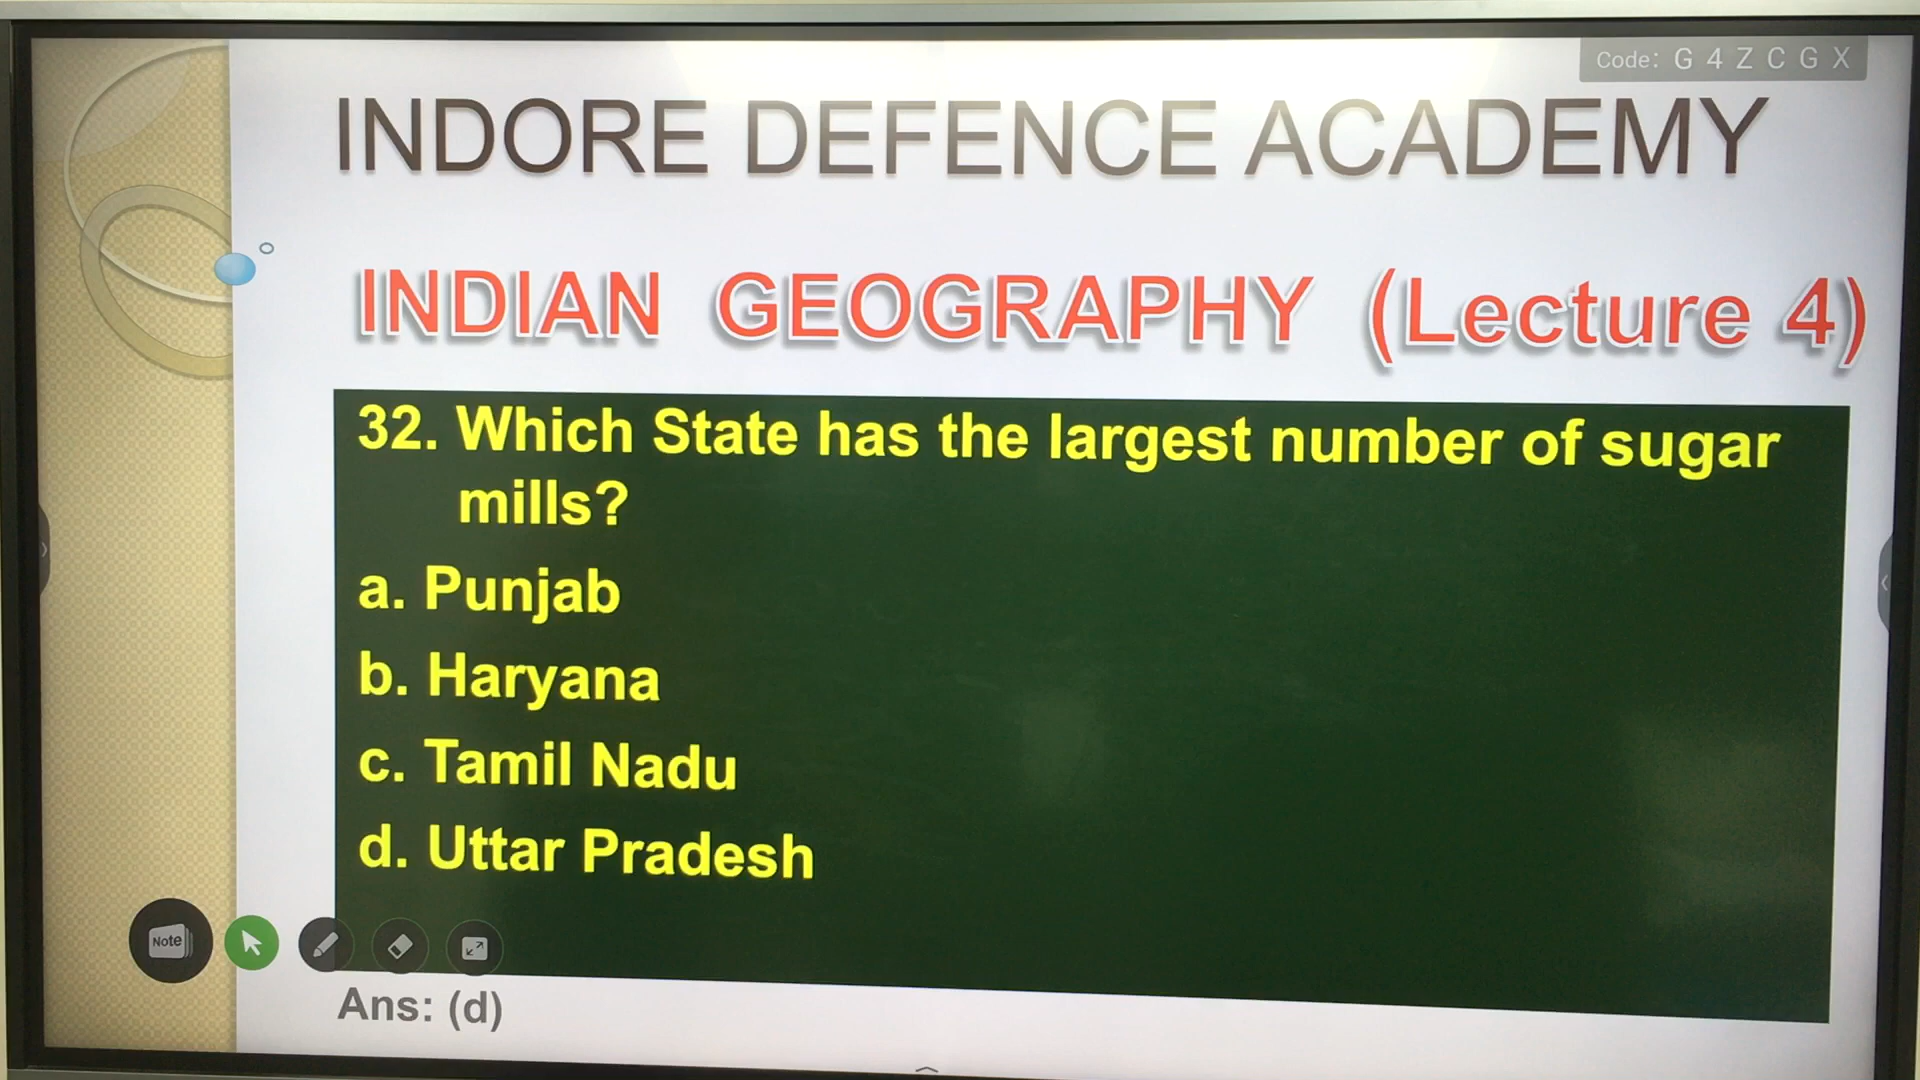 Code: G 4 Z C G X
INDORE DEFENCE ACADEMY
INDIAN GEOGRAPHY (Lecture 4)
32. Which State has the largest number of sugar
mills?
a. Punjab
b. Haryana
c. Tamil Nadu
d. Uttar Pradesh
Note
Ans: (d)